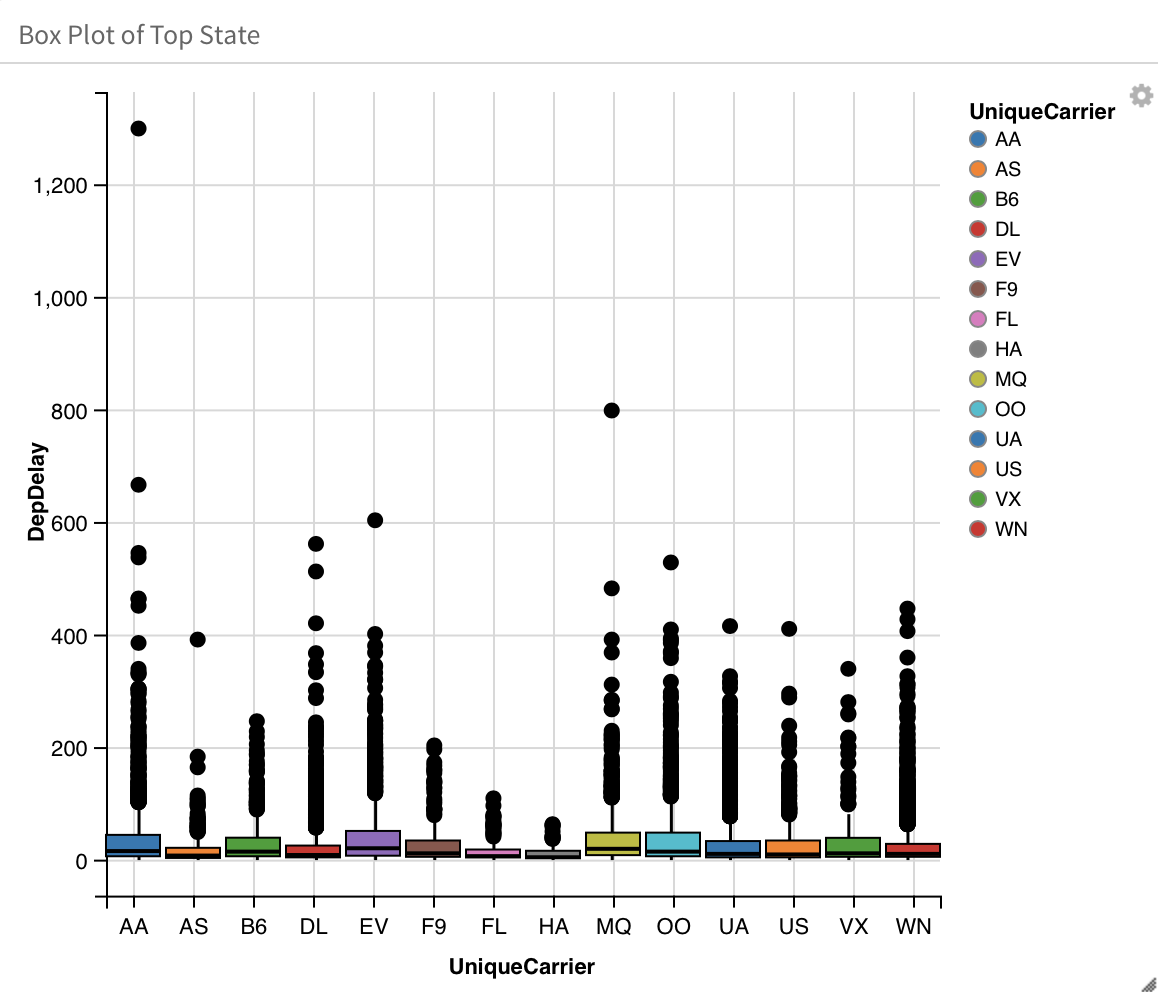 Box Plot of Top State
UniqueCarrier
AA
AS
B6
DL
EV
F9
FL
HA
MQ
OO
UA
US
VX
WN
DepDelay
1,200
1,000
800
600
400
200
0
AA AS B6 DL EV F9 FL HA MQ OO UA US VX WN
UniqueCarrier